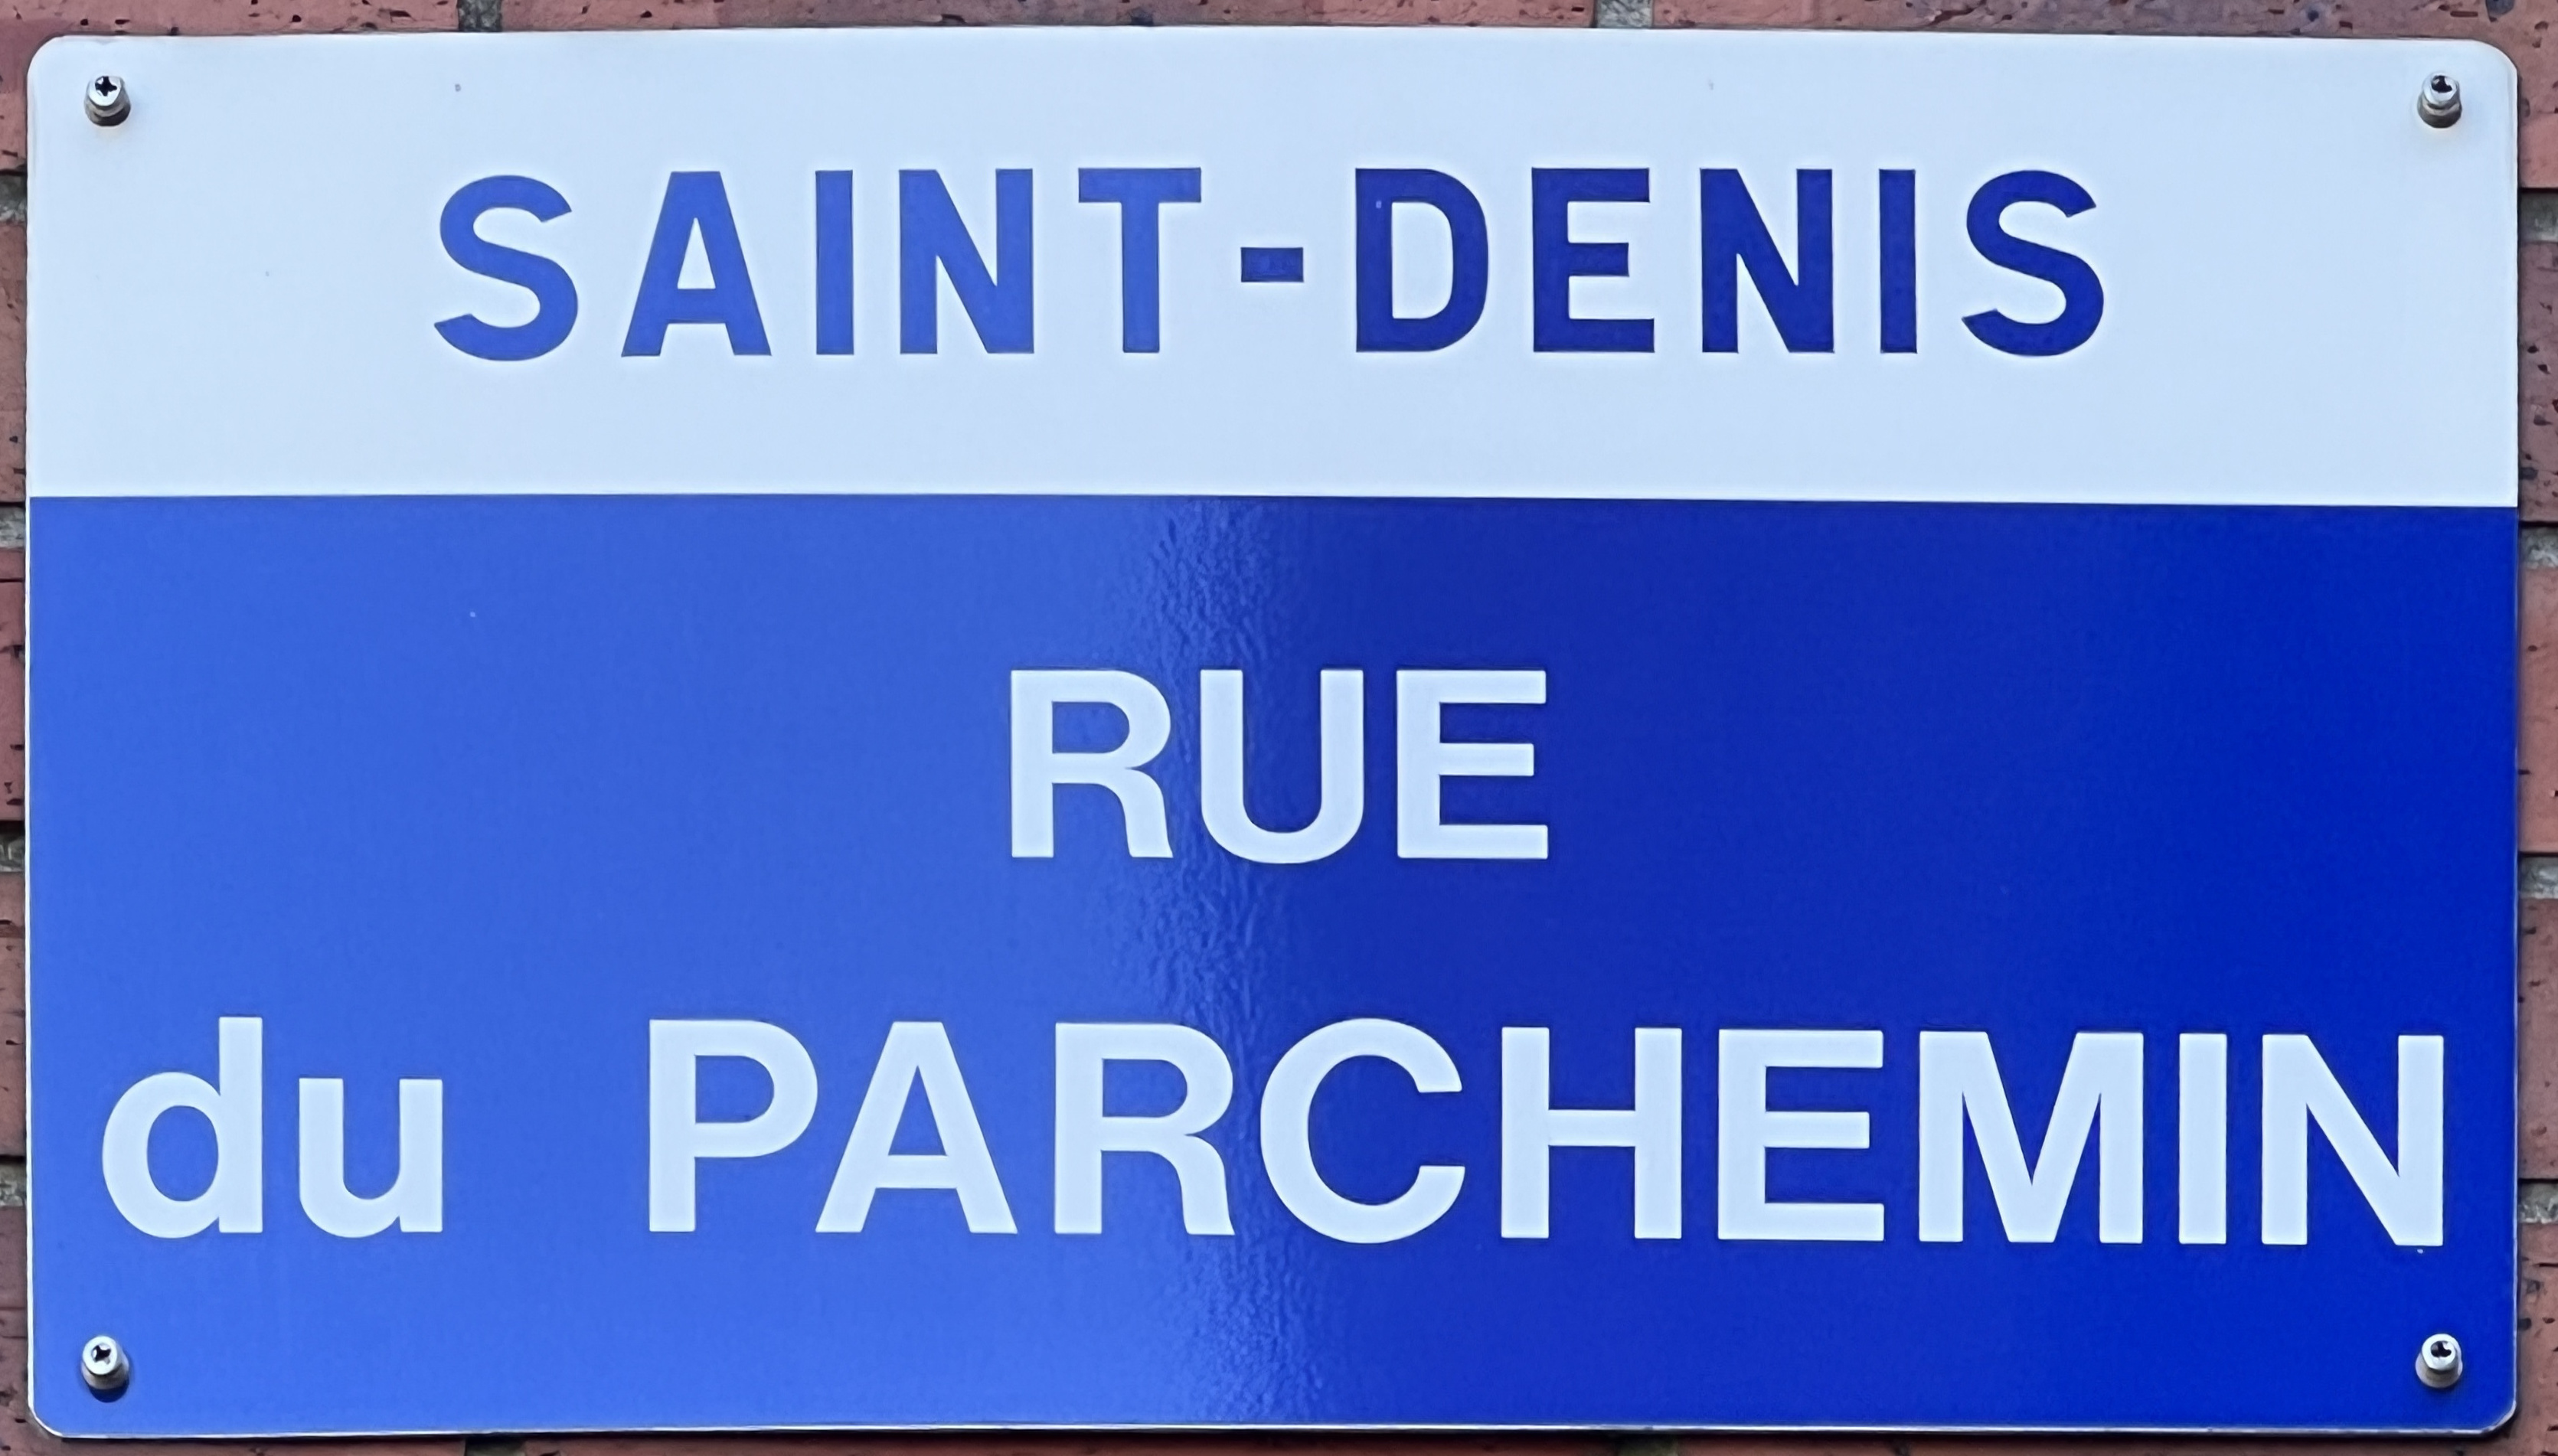 SAINT-DENIS
RUE
du PARCHEMIN